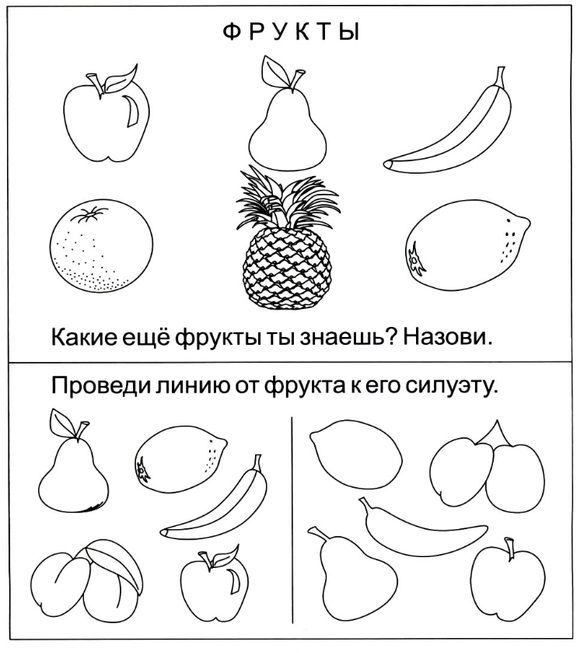 ФРУКТЫ
Какие ещё фрукты ты знаешь? Назови.
Проведи линию от фрукта к его силуэту.